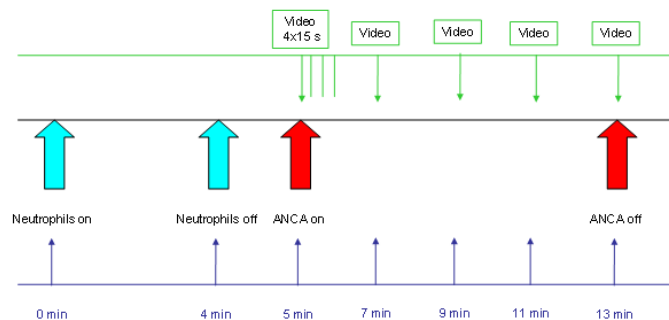 Video
4x15 s
Video
Video
Video
Video
Neutrophils on
Neutrophils off
ANCA on
ANCA off
0 min
4 min
5 min
7 min
9 min
11 min
13 min